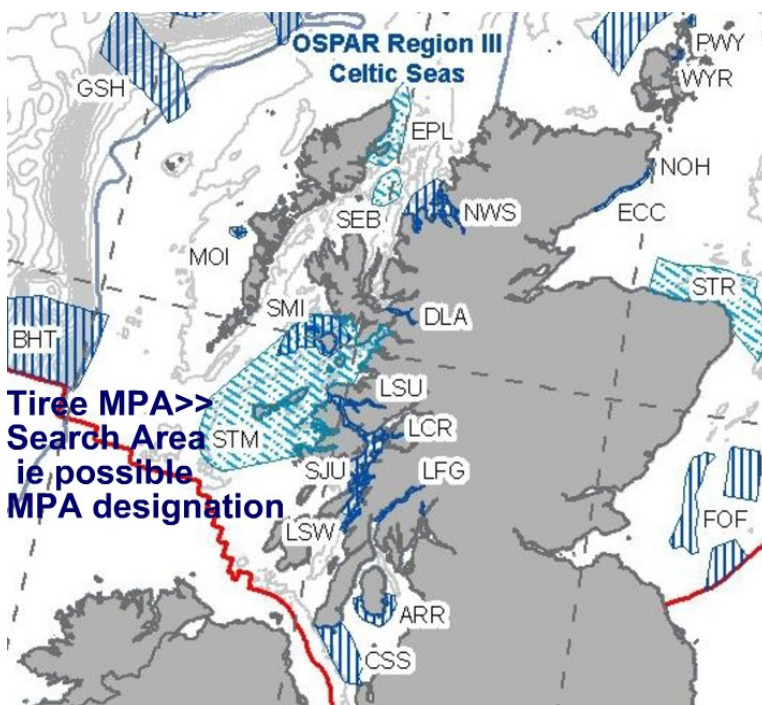 OSPAR Region III
Celtic Seas
PWY
GSH
WYR
EPL
NOH
SEB
NWS
ECC
MOI
STR
SMI
DLA
BHT
LSU
Tiree MPA>>
Search Area
STM
LCR
ie possible
SJU
LFG
MPA designation
FOF
LSW
ARR
CSS